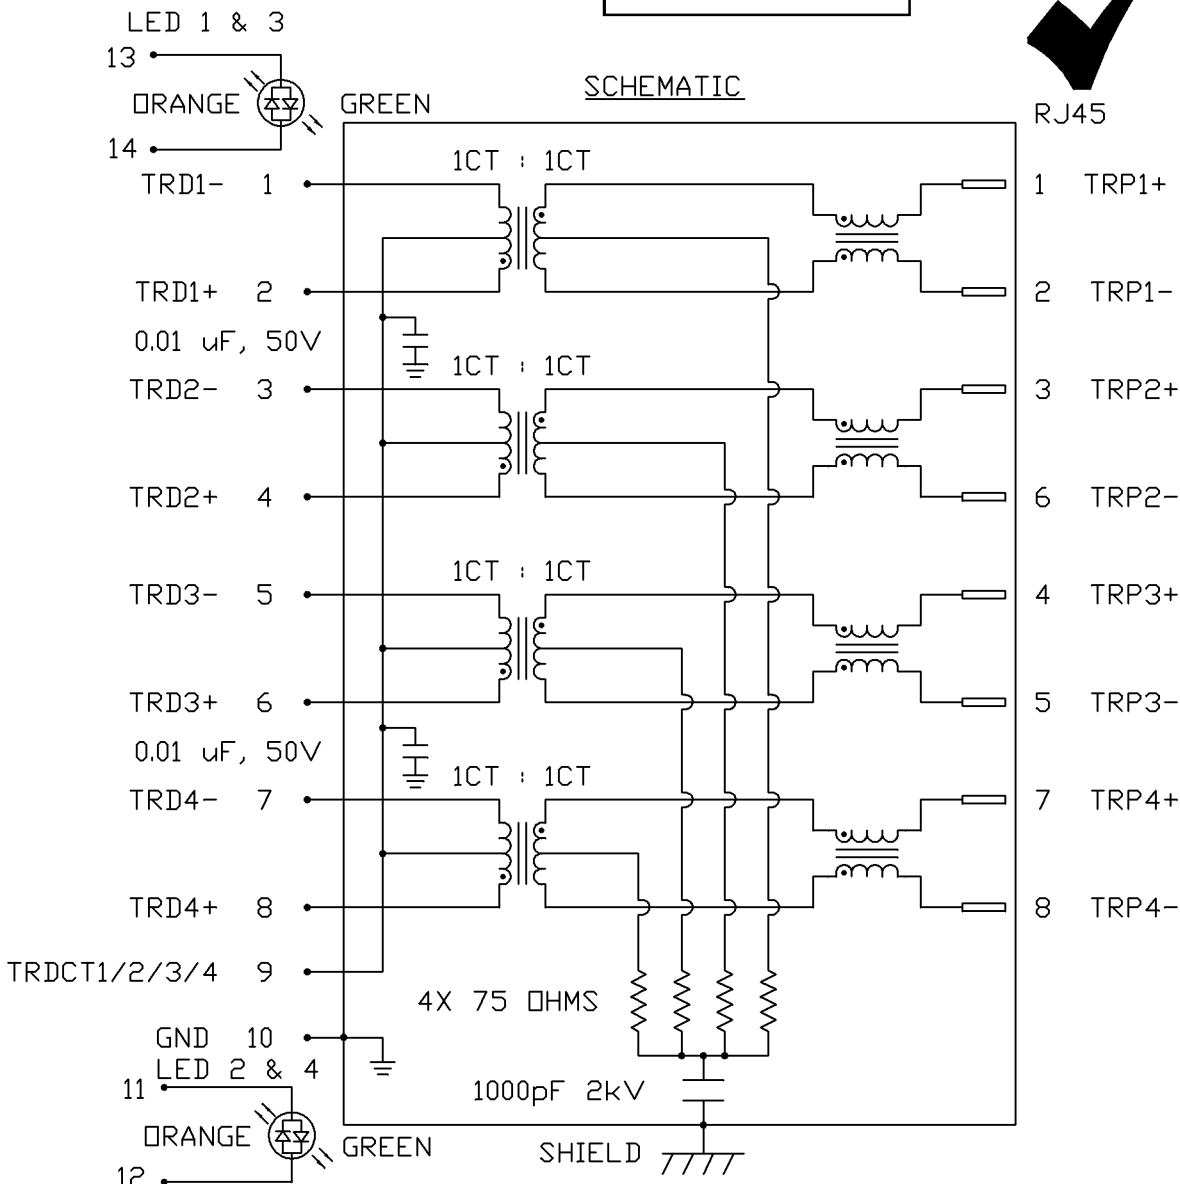 LED 1 & 3
13
ORANGE
GREEN
14
SCHEMATIC
RJ45
1CT : 1CT
TRD1- 1
1 TRP1+
TRD1+ 2
2 TRP1-
0.01 uF, 50V
1CT : 1CT
TRD2- 3
3 TRP2+
TRD2+ 4
6 TRP2-
1CT : 1CT
TRD3- 5
4 TRP3+
TRD3+ 6
5 TRP3-
0.01 uF, 50V
1CT : 1CT
TRD4- 7
7 TRP4+
TRD4+ 8
8 TRP4-
TRDCT1/2/3/4 9
4X 75 OHMS
GND 10
LED 2 & 4
11
1000pF 2kV
ORANGE
GREEN
SHIELD
12